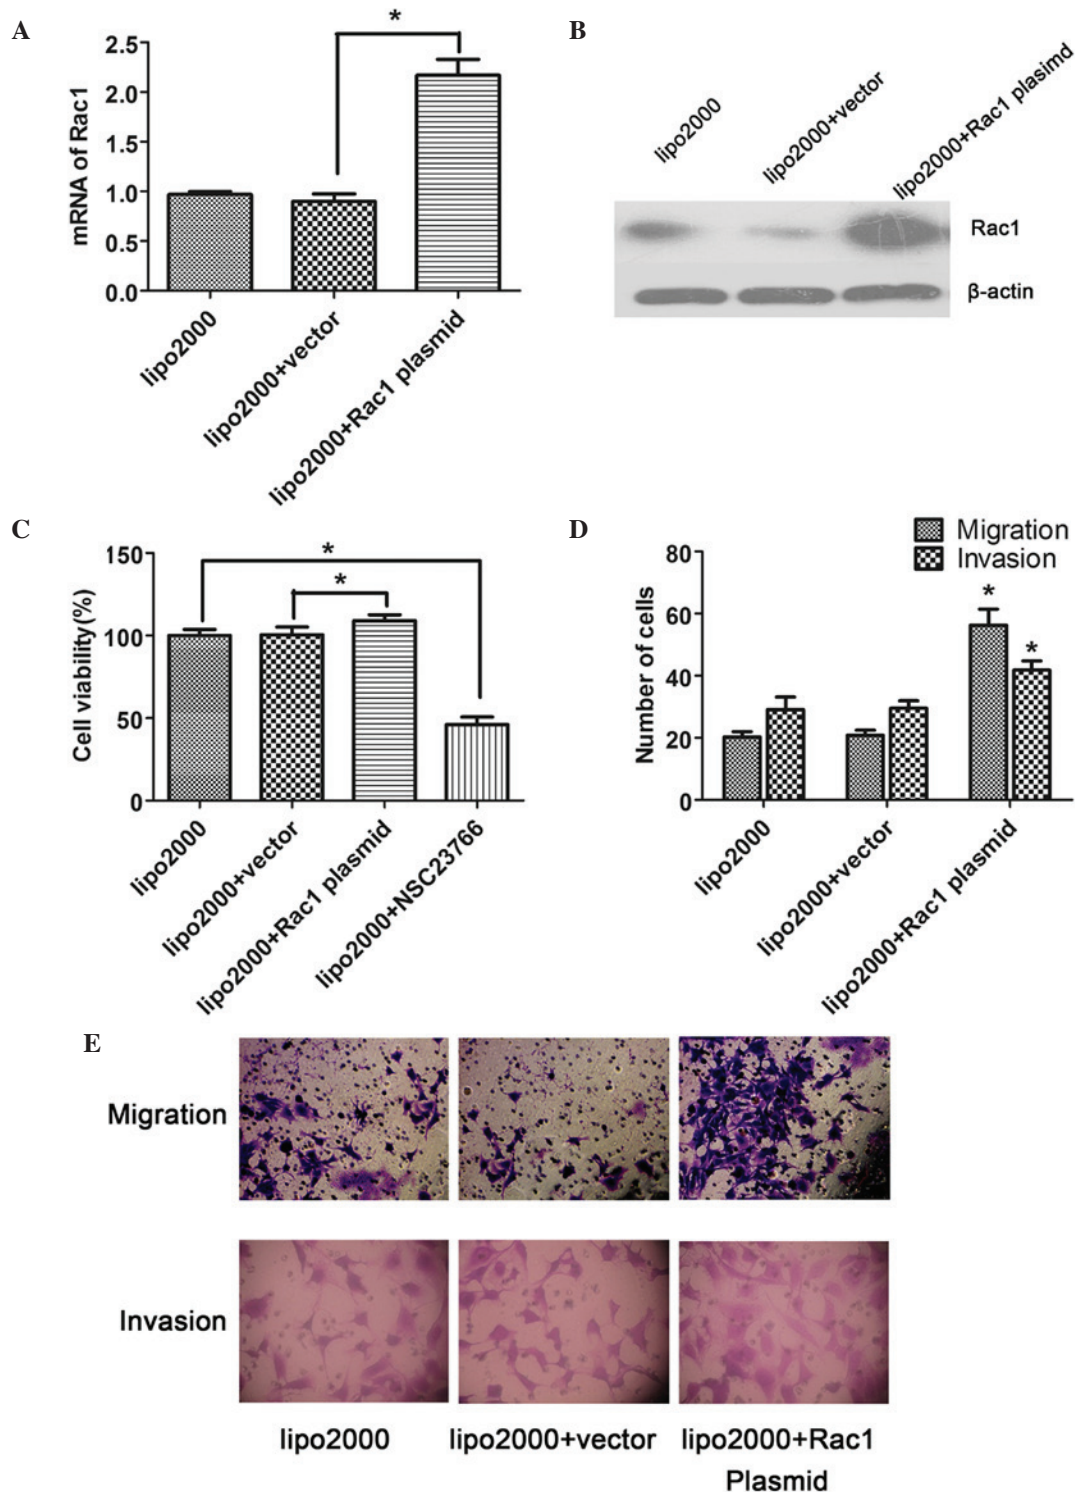 A
*
2.5
2.0
1.5
1.0
0.5
0.0
mRNA of Rac1
lipo2000
lipo2000+vector
lipo2000+Rac1 plasmid
B
lipo2000
lipo2000+vector
lipo2000+Rac1 plasimd
Rac1
β-actin
C
150
100
50
0
Cell viability(%)
*
*
lipo2000
lipo2000+vector
lipo2000+Rac1 plasmid
lipo2000+NSC23766
D
Migration
Invasion
80
60
40
20
0
Number of cells
*
*
lipo2000
lipo2000+vector
lipo2000+Rac1 plasmid
E
Migration
Invasion
lipo2000
lipo2000+vector
lipo2000+Rac1
Plasmid